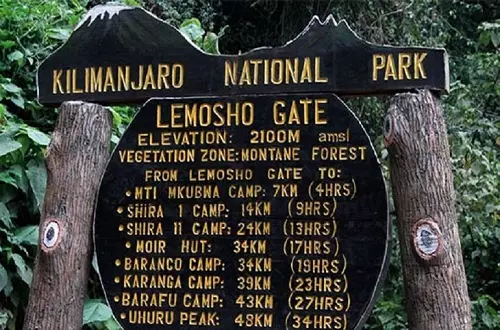 KILIMANJARO NATIONAL PARK
LEMOSHO GATE
ELEVATION: 2100M amsl
VEGETATION ZONE: MONTANE FOREST
FROM LEMOSHO GATE TO:
• MTI MKUBWA CAMP: 7KM (4HRS)
• SHIRA 1 CAMP: 14KM (9HRS)
• SHIRA 11 CAMP: 24KM (13HRS)
• MOIR HUT: 34KM (17HRS)
• BARANCO CAMP: 34KM (19HRS)
• KARANGA CAMP: 39KM (23HRS)
• BARAFU CAMP: 43KM (27HRS)
• UHURU PEAK: 48KM (34HRS)